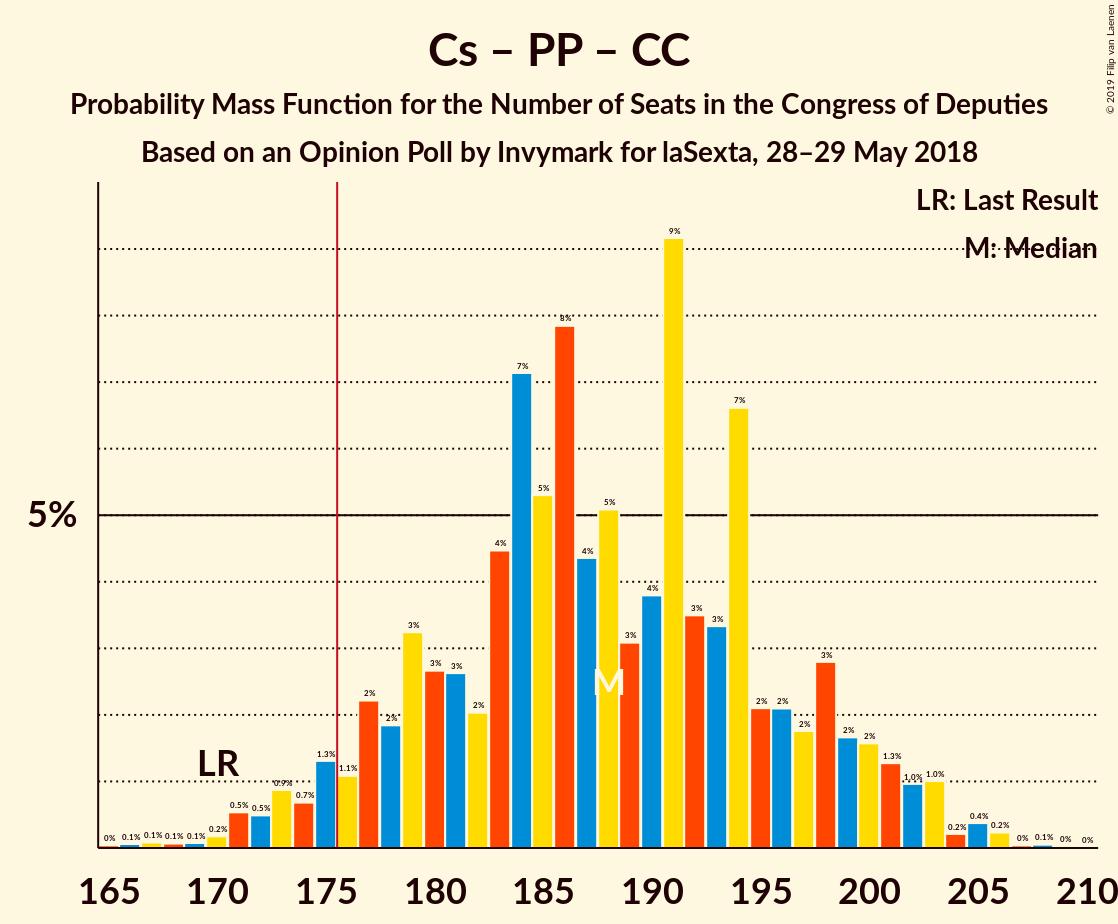 Cs – PP – CC
Probability Mass Function for the Number of Seats in the Congress of Deputies
Based on an Opinion Poll by Invymark for laSexta, 28–29 May 2018
© 2019 Filip van Laenen
LR: Last Result
M: Median
5%
LR
M
0% 0.1% 0.1% 0.1% 0.1% 0.2% 0.5% 0.5% 0.9% 0.7% 1.3% 1.1% 2% 2% 3% 3% 3% 2% 4% 7% 5% 8% 4% 5% 3% 4% 9% 3% 3% 7% 2% 2% 2% 3% 2% 2% 1.3% 1.0% 1.0% 0.2% 0.4% 0.2% 0% 0.1% 0% 0%
165 170 175 180 185 190 195 200 205 210